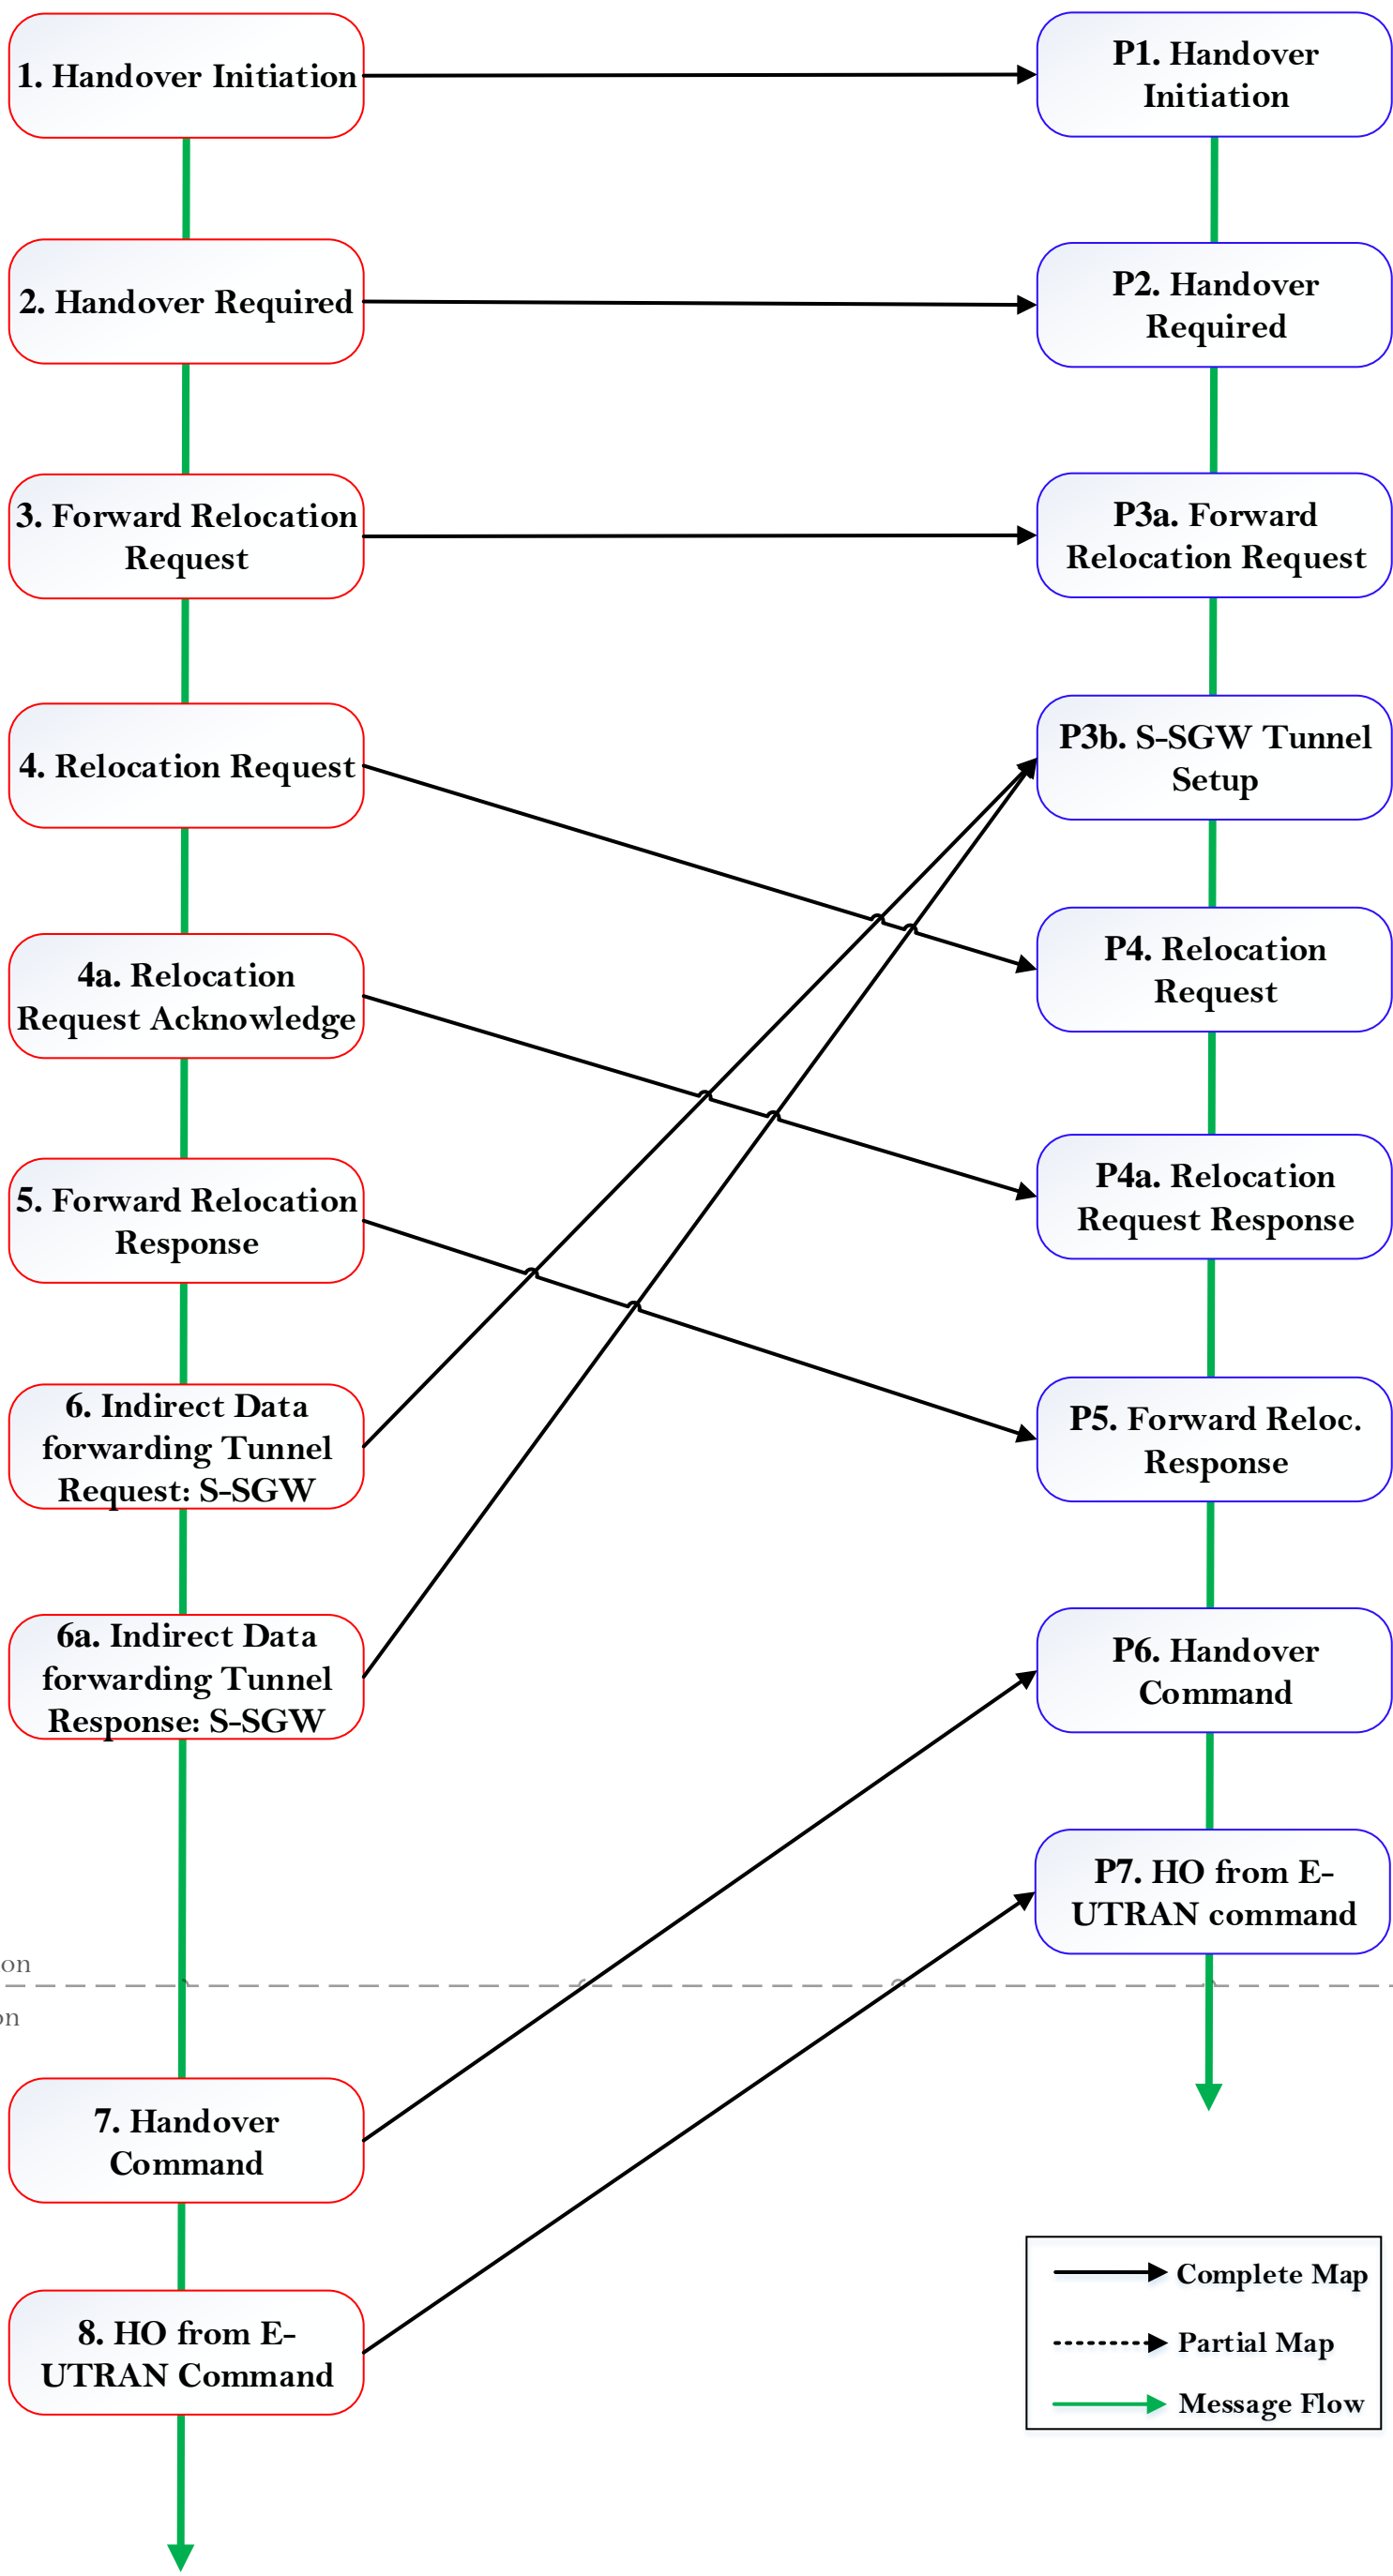 1. Handover Initiation
2. Handover Required
3. Forward Relocation
Request
4. Relocation Request
4a. Relocation
Request Acknowledge
5. Forward Relocation
Response
6. Indirect Data
forwarding Tunnel
Request: S-SGW
6a. Indirect Data
forwarding Tunnel
Response: S-SGW
on
on
7. Handover
Command
8. HO from E-
UTRAN Command
P1. Handover
Initiation
P2. Handover
Required
P3a. Forward
Relocation Request
P3b. S-SGW Tunnel
Setup
P4. Relocation
Request
P4a. Relocation
Request Response
P5. Forward Reloc.
Response
P6. Handover
Command
P7. HO from E-
UTRAN command
Complete Map
Partial Map
Message Flow